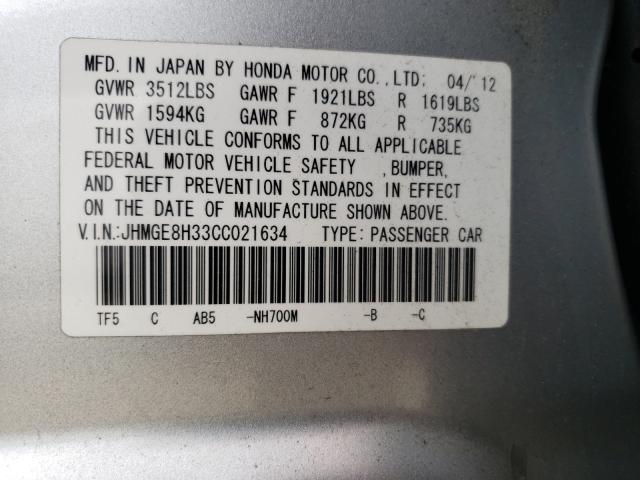 MFD. IN JAPAN BY HONDA MOTOR CO., LTD; 04/'12
GVWR 3512LBS GAWR F 1921LBS R 1619LBS
GVWR 1594KG GAWR F 872KG R 735KG
THIS VEHICLE CONFORMS TO ALL APPLICABLE
FEDERAL MOTOR VEHICLE SAFETY , BUMPER,
AND THEFT PREVENTION STANDARDS IN EFFECT
ON THE DATE OF MANUFACTURE SHOWN ABOVE.
V.I.N.:JHMGE8H33CC021634 TYPE: PASSENGER CAR
TF5 C AB5 -NH700M -B -C